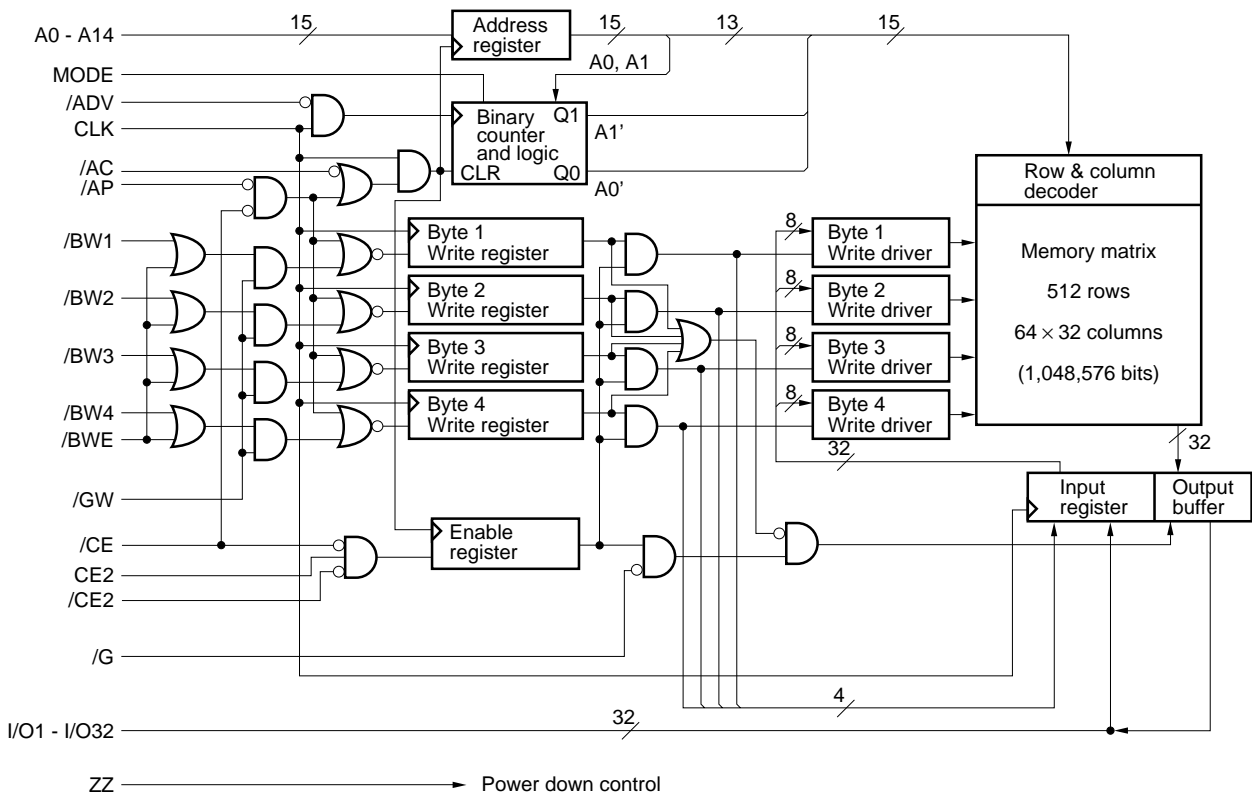 A0 - A14
15
Address
register
15
13
15
MODE
A0, A1
/ADV
CLK
Binary
counter
and logic
CLR
Q1
Q0
A1’
A0’
/AC
/AP
Row & column
decoder
Memory matrix
512 rows
64 × 32 columns
(1,048,576 bits)
/BW1
Byte 1
Write register
8
Byte 1
Write driver
/BW2
Byte 2
Write register
8
Byte 2
Write driver
/BW3
Byte 3
Write register
8
Byte 3
Write driver
/BW4
/BWE
Byte 4
Write register
8
Byte 4
Write driver
32
32
/GW
Input
register
Output
buffer
/CE
CE2
/CE2
Enable
register
/G
4
I/O1 - I/O32
32
ZZ
Power down control